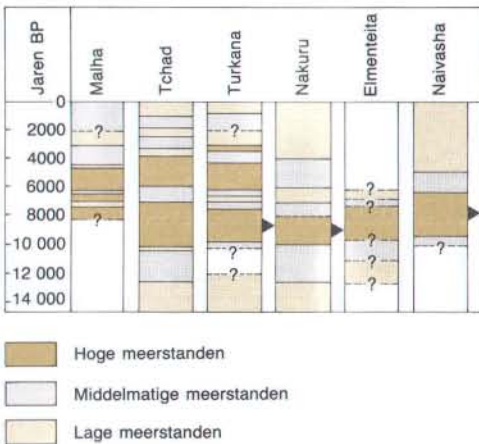 Jaren BP
Malha
Tchad
Turkana
Nakuru
Elmenteita
Naivasha
0
2000
4000
6000
8000
10 000
12 000
14 000
?
?
?
?
?
?
?
?
?
?
?
Hoge meerstanden
Middelmatige meerstanden
Lage meerstanden